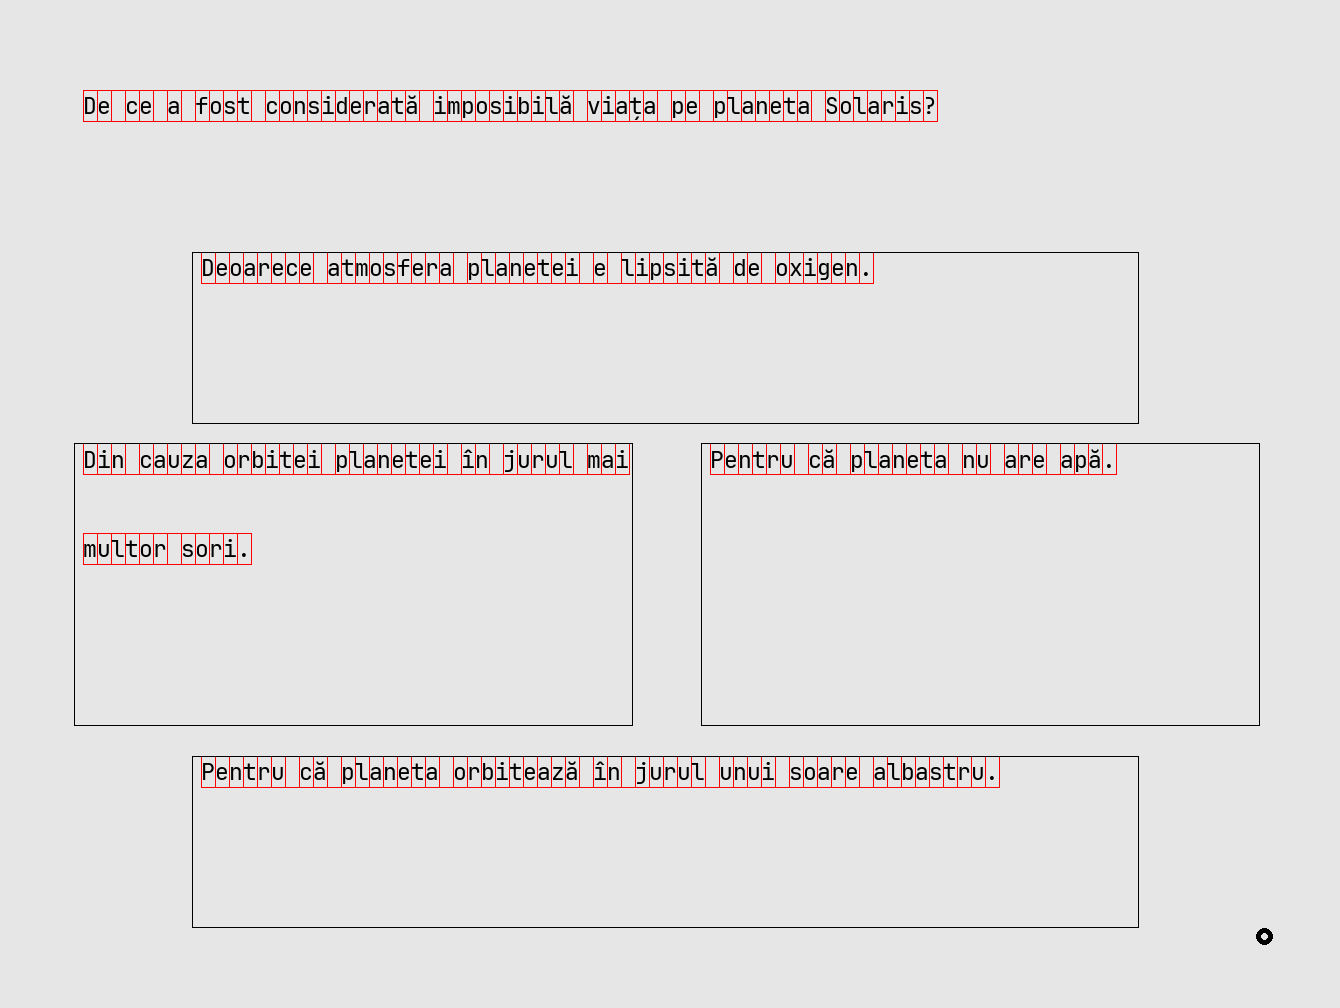 De ce a fost considerată imposibilă viața pe planeta Solaris?
Deoarece atmosfera planetei e lipsită de oxigen.
Din cauza orbitei planetei în jurul mai
multor sori.
Pentru că planeta nu are apă.
Pentru că planeta orbitează în jurul unui soare albastru.